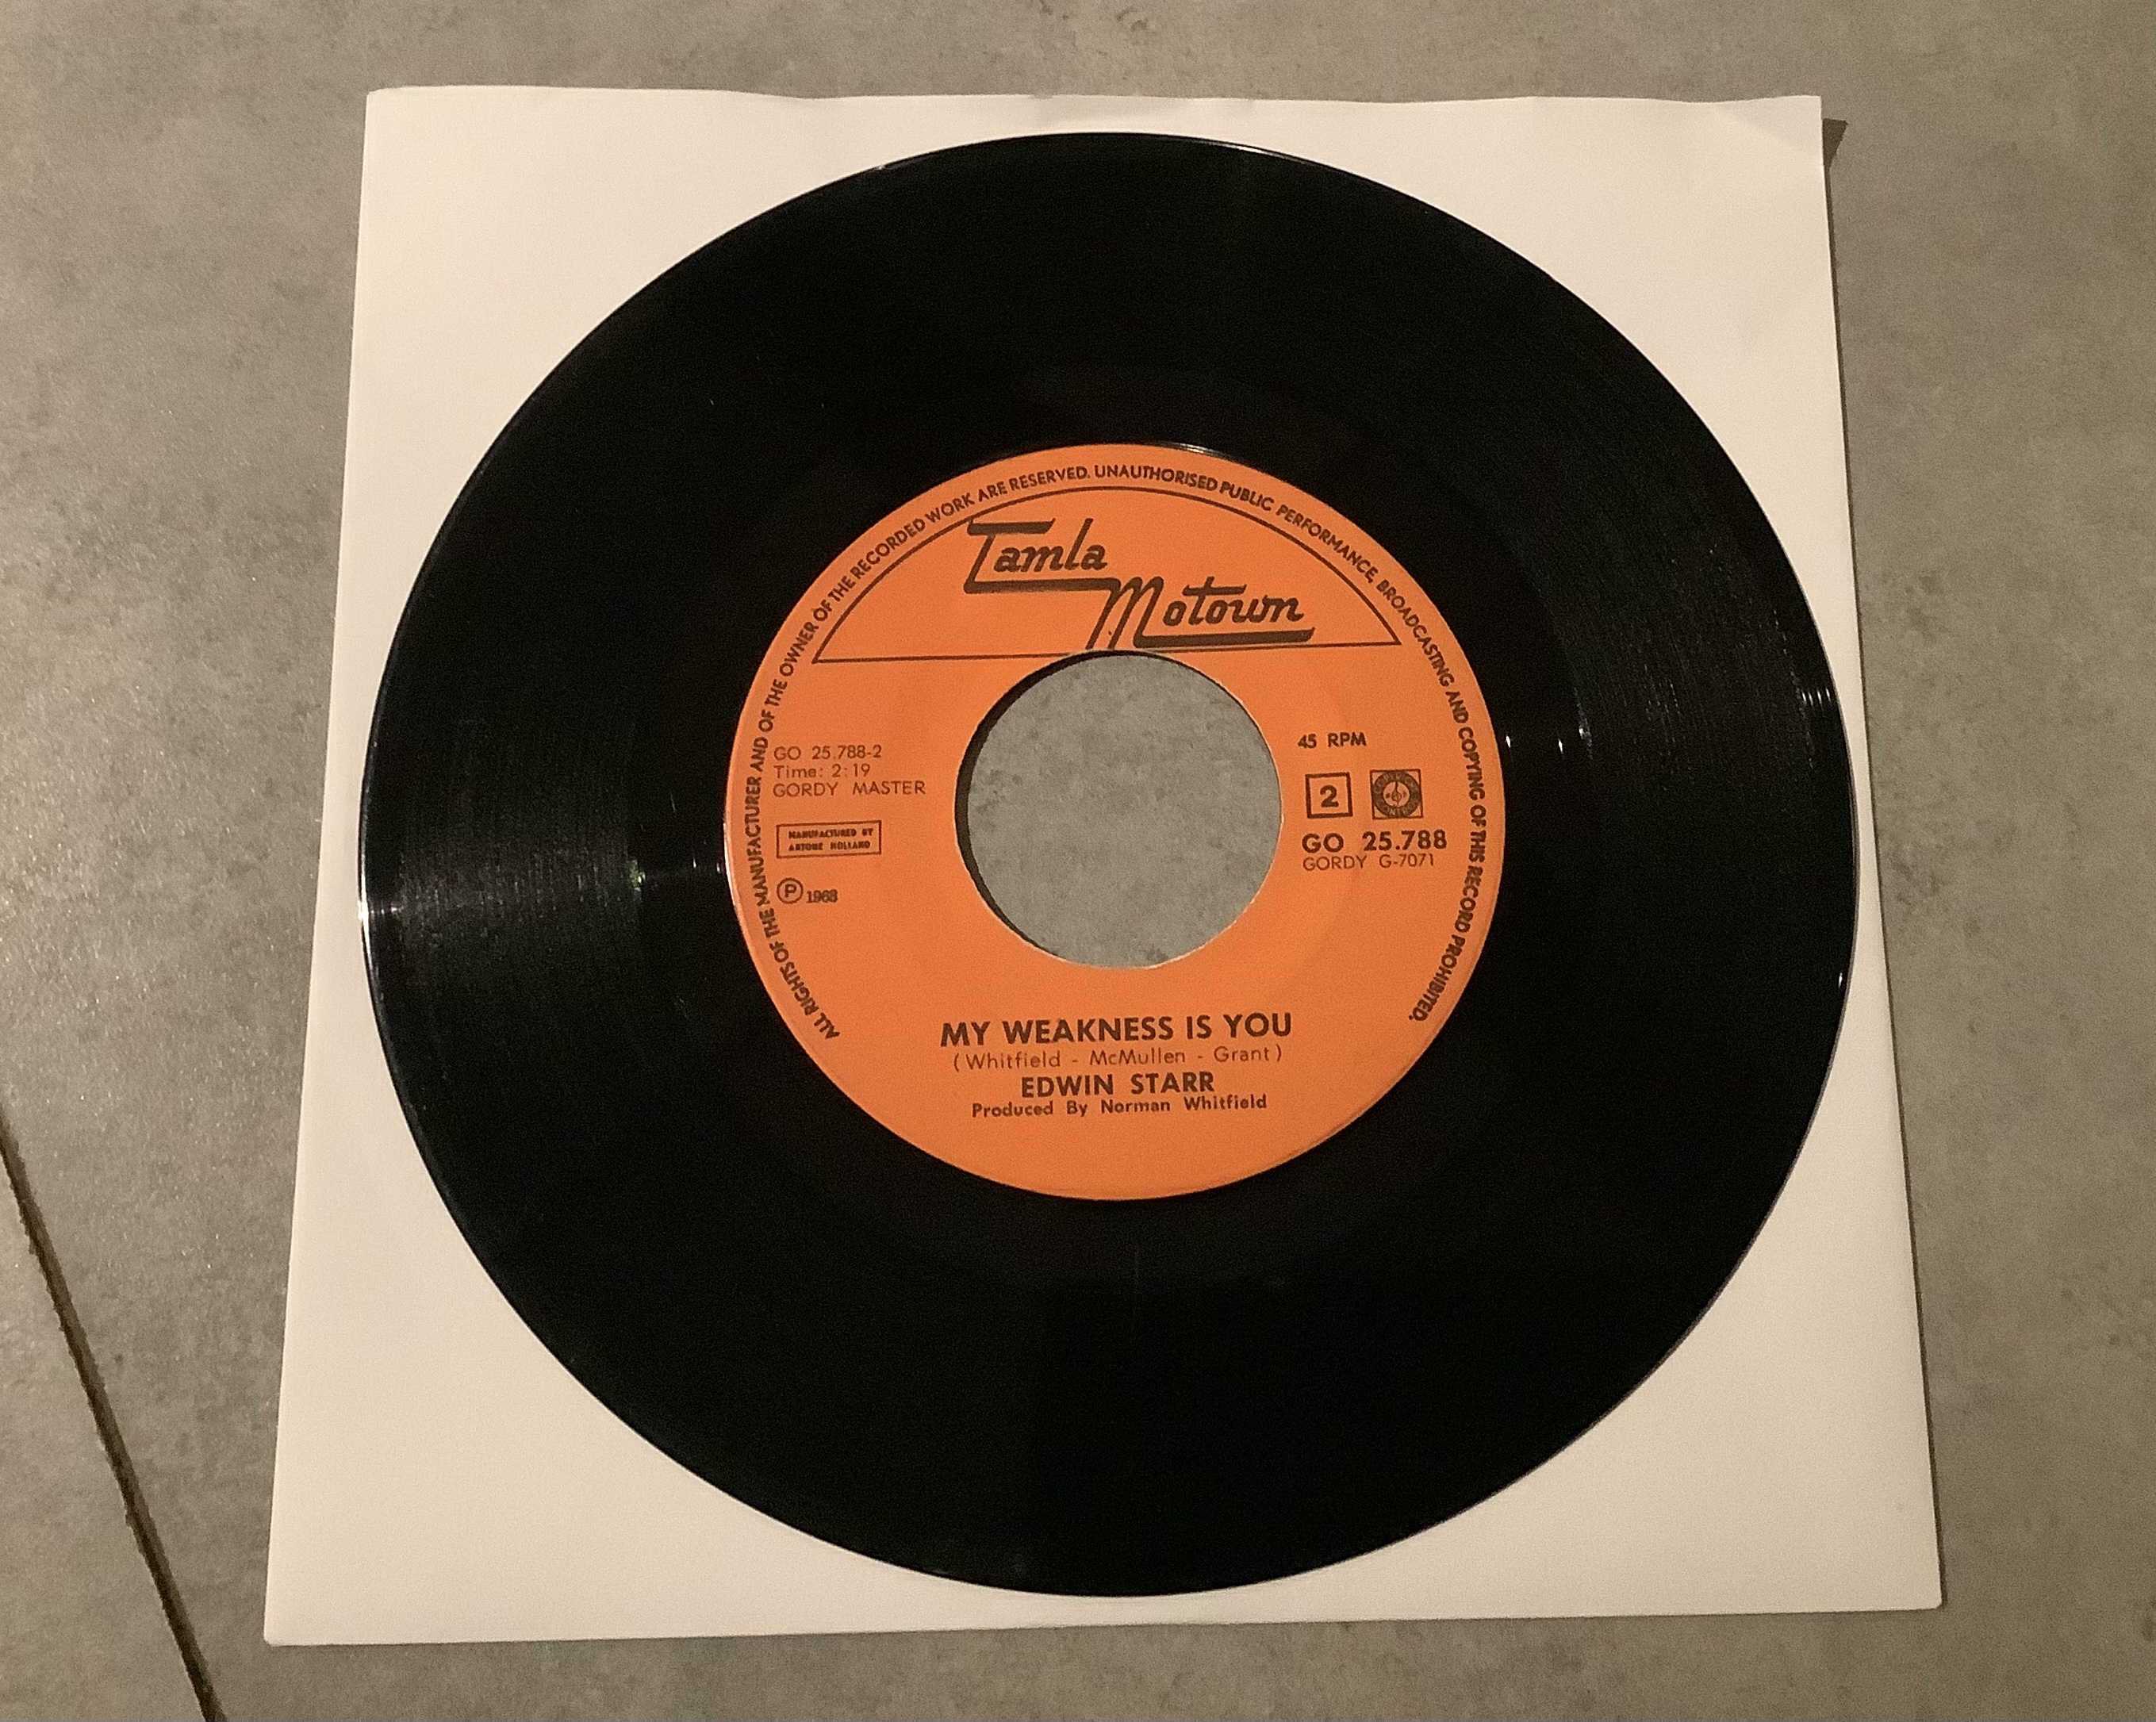 ALL RIGHTS OF THE MANUFACTURER AND OF THE OWNER OF THE RECORDED WORK ARE RESERVED. UNAUTHORISED PUBLIC PERFORMANCE, BROADCASTING AND COPYING OF THIS RECORD PROHIBITED.
Tamla
Motown
GO 25.788-2
Time: 2:19
GORDY MASTER
MANUFACTURED BY
ARTONE HOLLAND
Ⓟ 1968
45 RPM
2
GO 25.788
GORDY G-7071
MY WEAKNESS IS YOU
(Whitfield - McMullen - Grant)
EDWIN STARR
Produced By Norman Whitfield